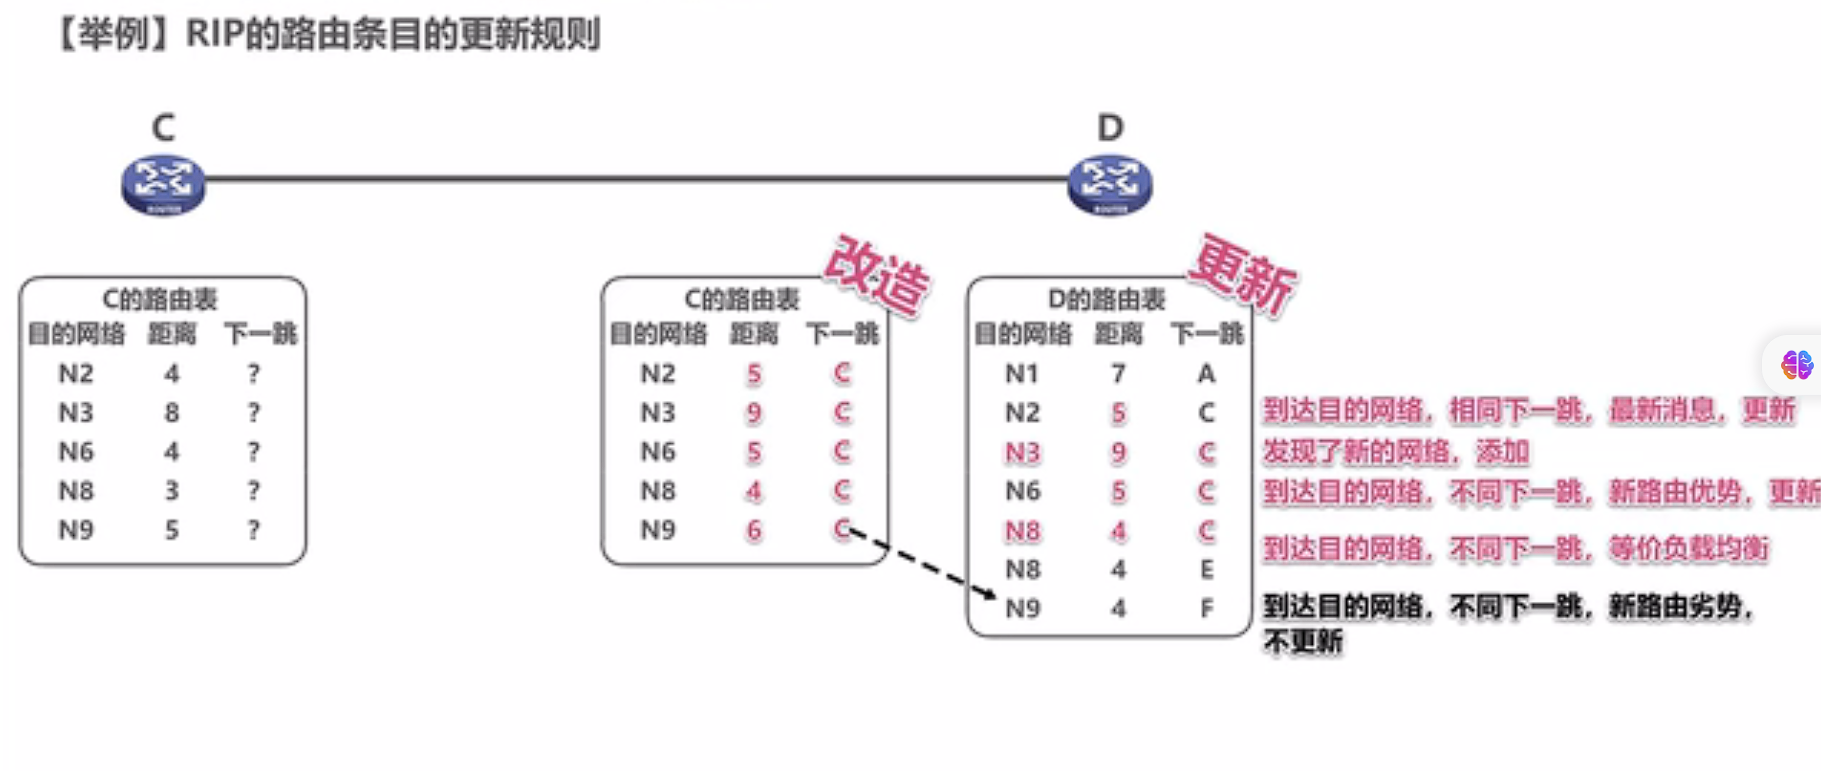 【举例】RIP的路由条目的更新规则
C
D
ROUTER
ROUTER
改造
更新
C的路由表
目的网络 距离 下一跳
N2 4 ?
N3 8 ?
N6 4 ?
N8 3 ?
N9 5 ?
C的路由表
目的网络 距离 下一跳
N2 5 C
N3 9 C
N6 5 C
N8 4 C
N9 6 C
D的路由表
目的网络 距离 下一跳
N1 7 A
N2 5 C
N3 9 C
N6 5 C
N8 4 C
N8 4 E
N9 4 F
到达目的网络，相同下一跳，最新消息，更新
发现了新的网络，添加
到达目的网络，不同下一跳，新路由优势，更新
到达目的网络，不同下一跳，等价负载均衡
到达目的网络，不同下一跳，新路由劣势，
不更新